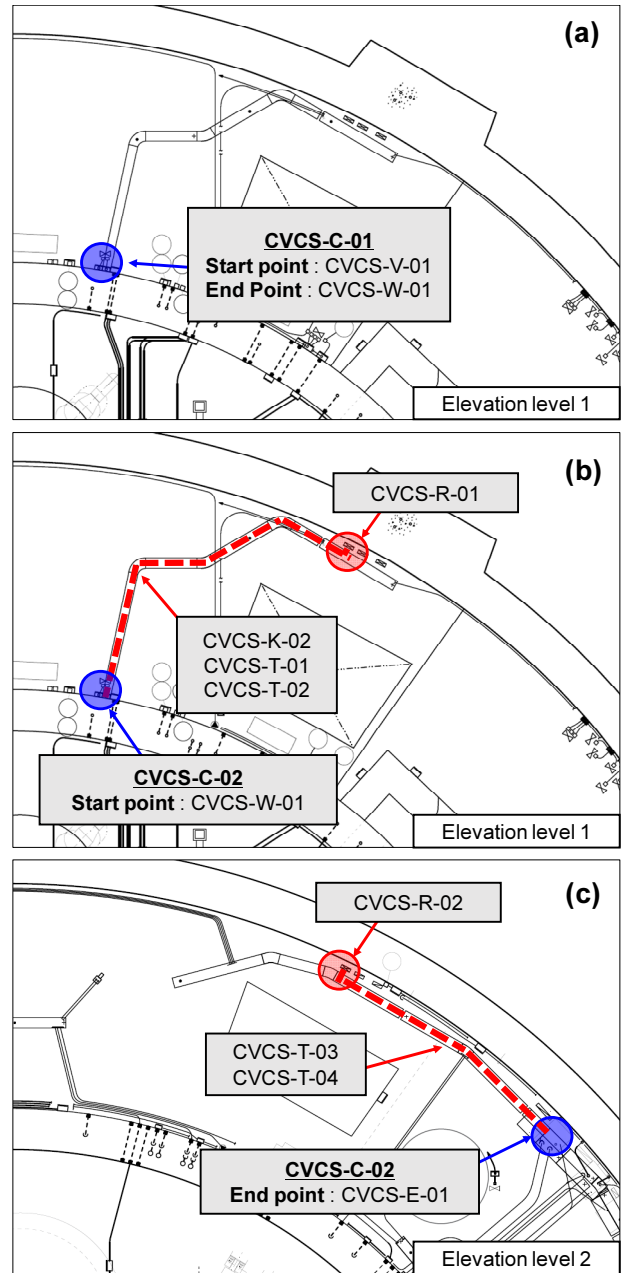 (a)
CVCS-C-01
Start point : CVCS-V-01
End Point : CVCS-W-01
Elevation level 1
(b)
CVCS-R-01
CVCS-K-02
CVCS-T-01
CVCS-T-02
CVCS-C-02
Start point : CVCS-W-01
Elevation level 1
(c)
CVCS-R-02
CVCS-T-03
CVCS-T-04
CVCS-C-02
End point : CVCS-E-01
Elevation level 2